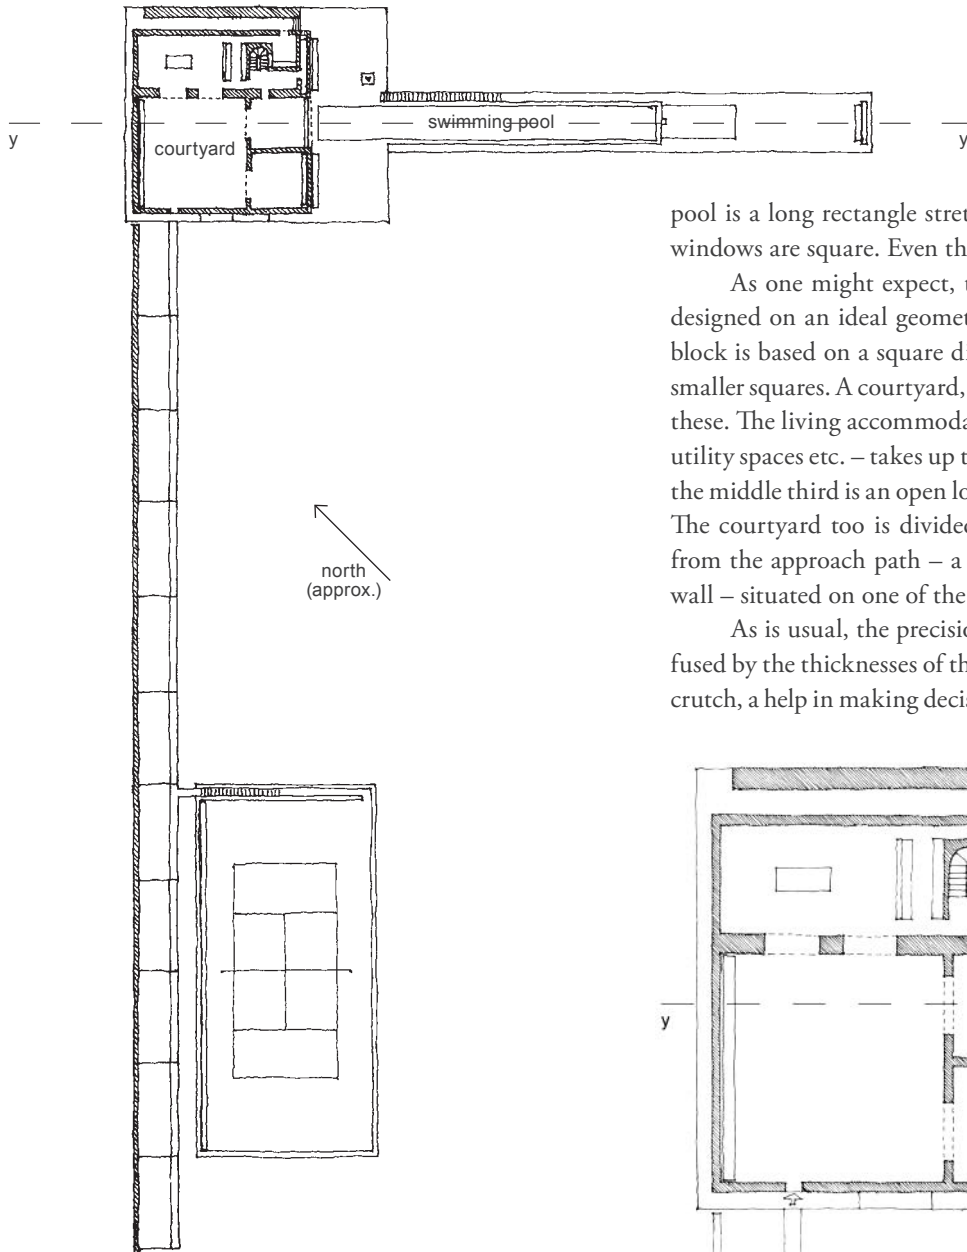 y
courtyard
swimming pool
y
north
(approx.)
pool is a long rectangle stret
windows are square. Even th
As one might expect, t
designed on an ideal geomet
block is based on a square di
smaller squares. A courtyard,
these. The living accommoda
utility spaces etc. – takes up t
the middle third is an open lo
The courtyard too is divided
from the approach path – a
wall – situated on one of the
As is usual, the precisio
fused by the thicknesses of th
crutch, a help in making decis
y